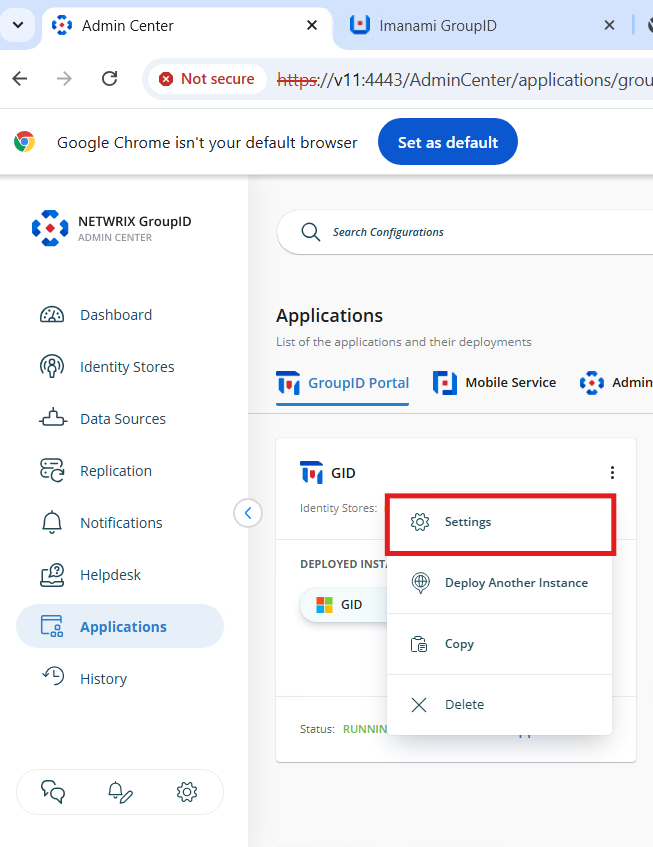 Admin Center
Imanami GroupID
Not secure
https://v11:4443/AdminCenter/applications/grou
Google Chrome isn't your default browser
Set as default
NETWRIX GroupID
ADMIN CENTER
Search Configurations
Dashboard
Identity Stores
Data Sources
Replication
Notifications
Helpdesk
Applications
History
Applications
List of the applications and their deployments
GroupID Portal
Mobile Service
Admin
GID
Identity Stores:
Settings
DEPLOYED INSTA
Deploy Another Instance
GID
Copy
Delete
Status: RUNNIN